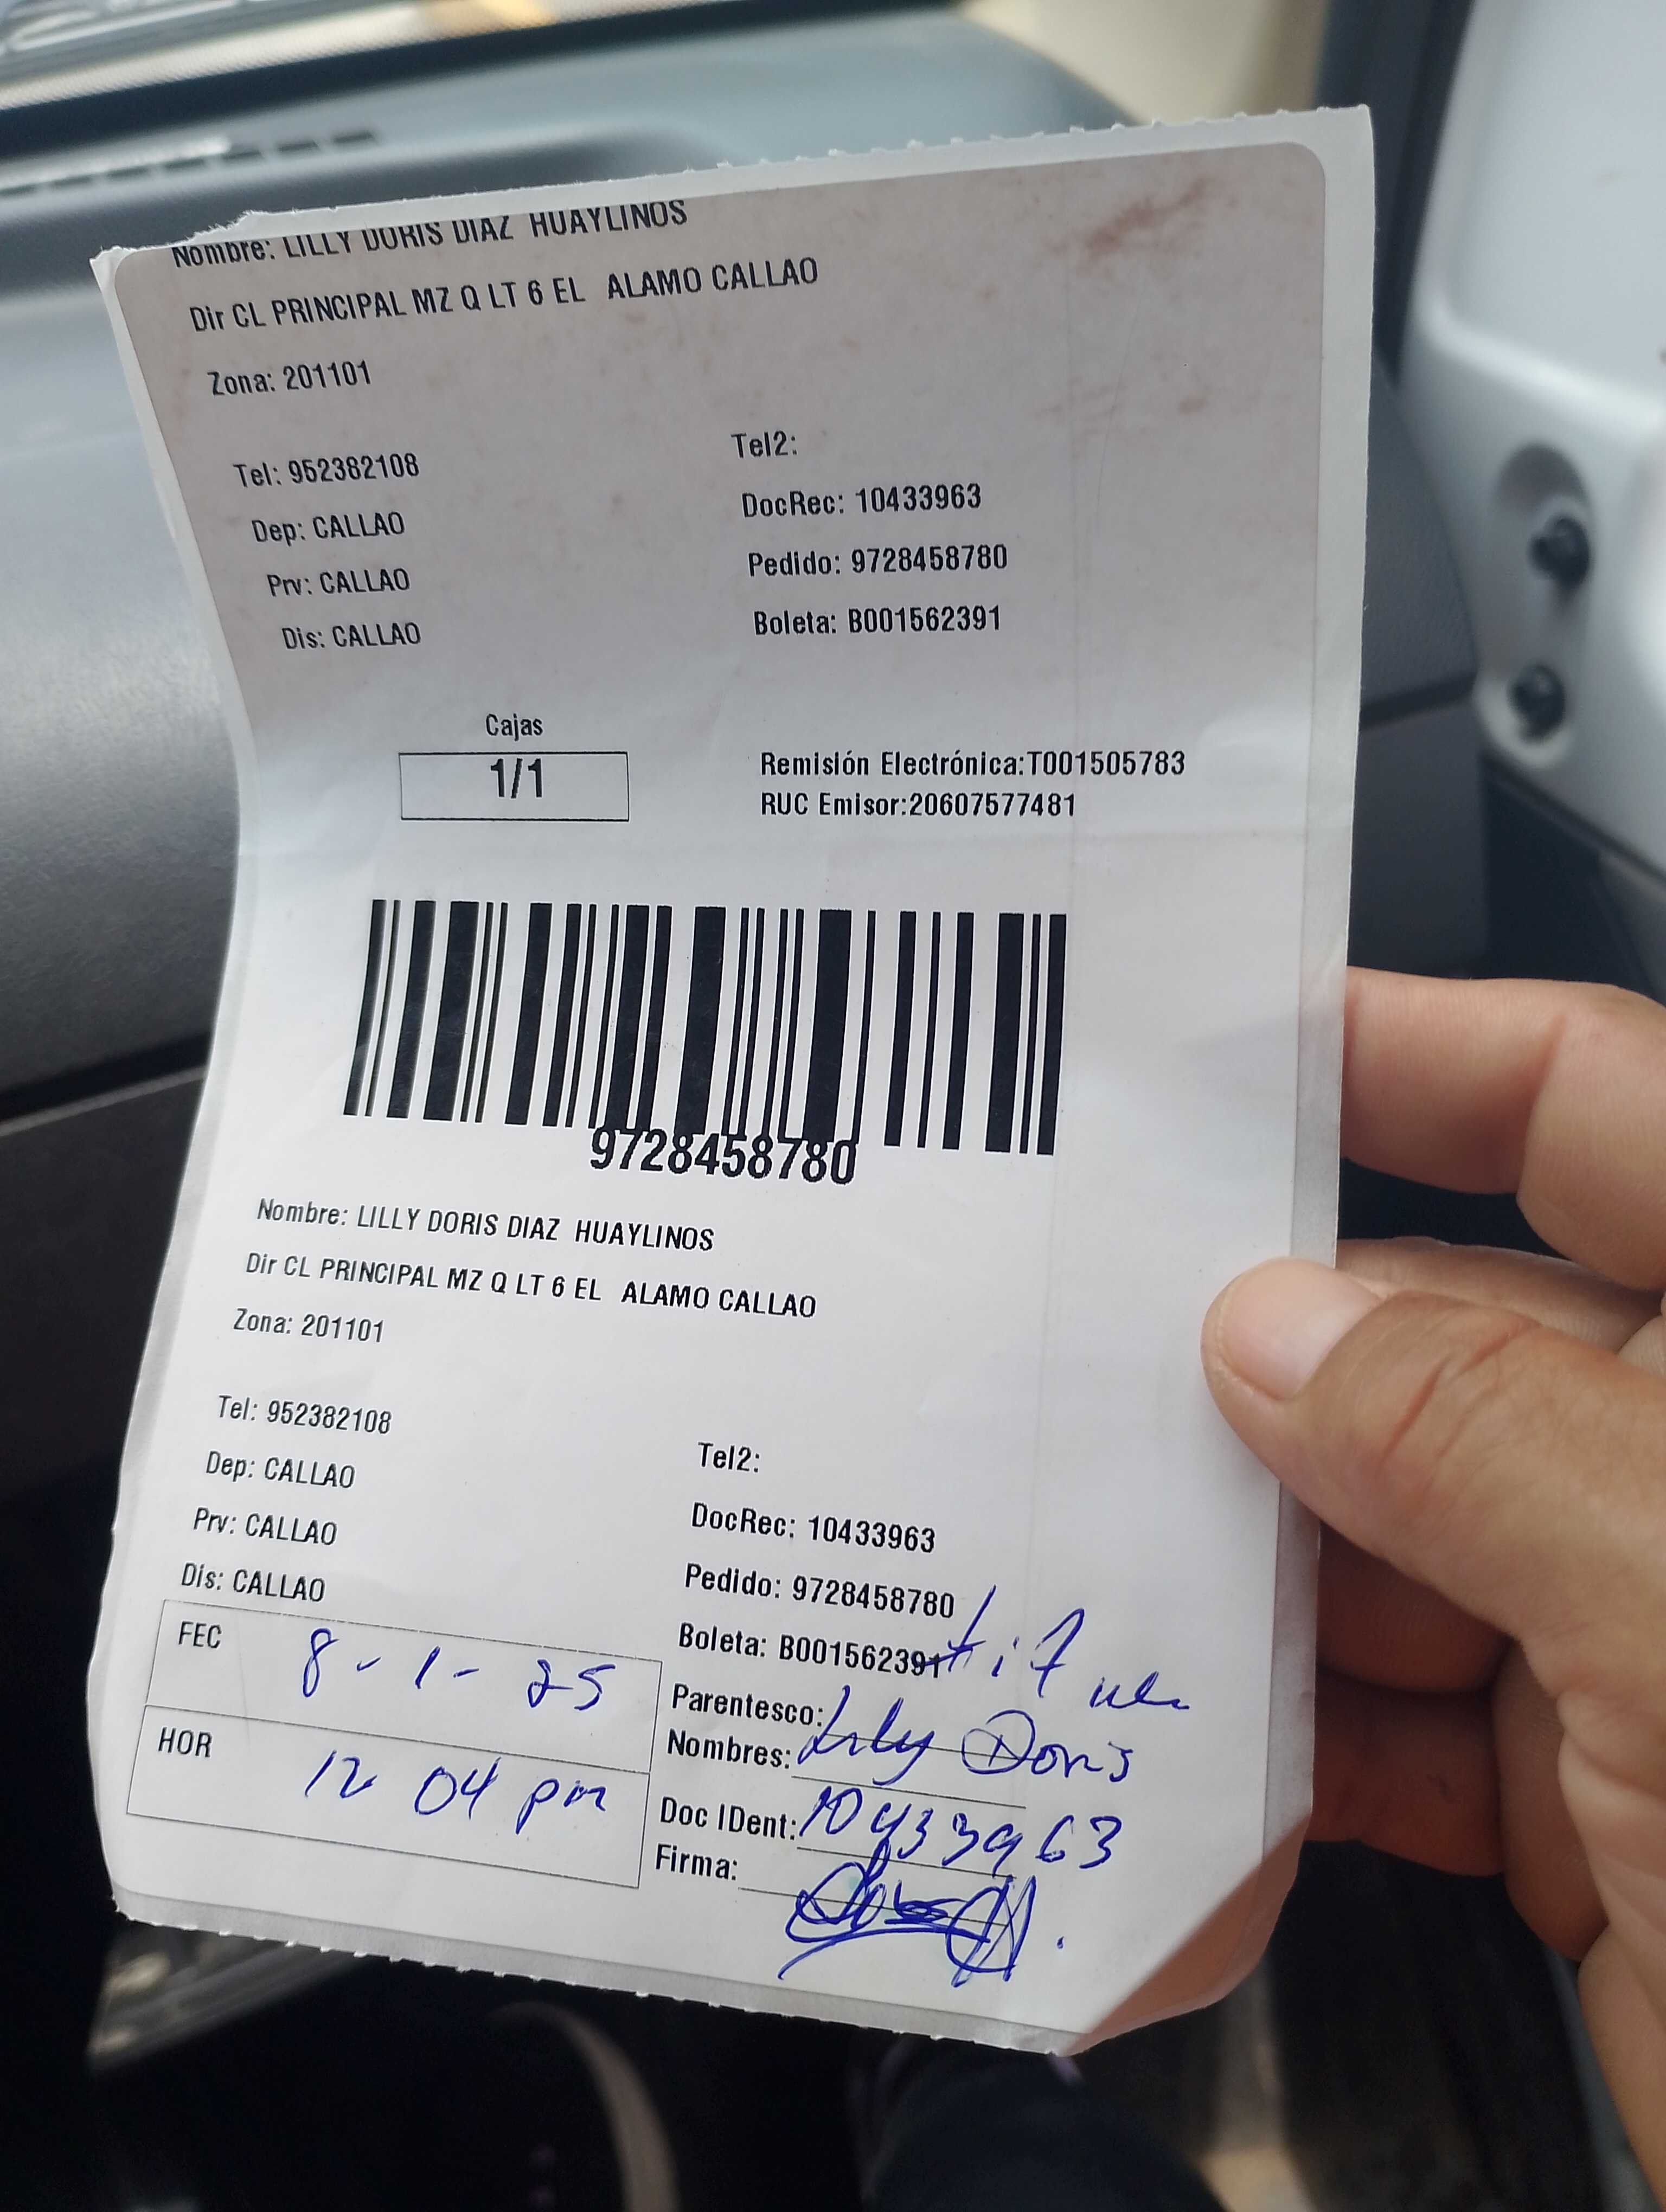 Nombre: LILLY DORIS DIAZ HUAYLINOS
Dir CL PRINCIPAL MZ Q LT 6 EL ALAMO CALLAO
Zona: 201101
Tel: 952382108
Dep: CALLAO
Prv: CALLAO
Dis: CALLAO
Tel2:
DocRec: 10433963
Pedido: 9728458780
Boleta: B001562391
Cajas
1/1
Remisión Electrónica:T001505783
RUC Emisor:20607577481
9728458780
Nombre: LILLY DORIS DIAZ HUAYLINOS
Dir CL PRINCIPAL MZ Q LT 6 EL ALAMO CALLAO
Zona: 201101
Tel: 952382108
Dep: CALLAO
Prv: CALLAO
Dis: CALLAO
Tel2:
DocRec: 10433963
Pedido: 9728458780
Boleta: B001562391
FEC 8-1-25
HOR 12 04 pm
Parentesco:
Nombres: Lily Doris
Doc IDent: 10433963
Firma: